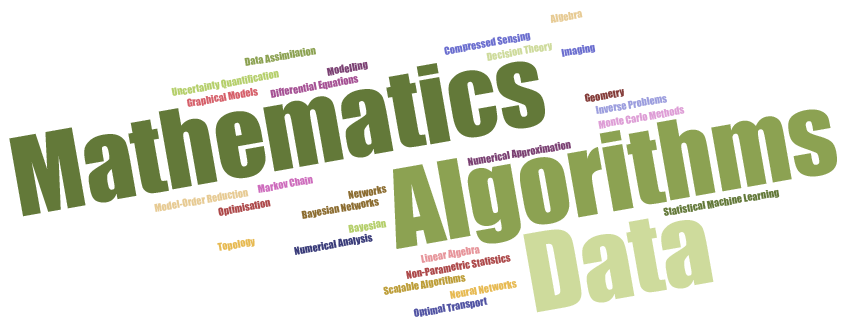 Algebra
Compressed Sensing
Decision Theory
Imaging
Data Assimilation
Modelling
Uncertainty Quantification
Differential Equations
Graphical Models
Mathematics
Geometry
Inverse Problems
Monte Carlo Methods
Numerical Approximation
Algorithms
Markov Chain
Model-Order Reduction
Networks
Optimisation
Bayesian Networks
Statistical Machine Learning
Bayesian
Topology
Numerical Analysis
Data
Linear Algebra
Non-Parametric Statistics
Scalable Algorithms
Neural Networks
Optimal Transport